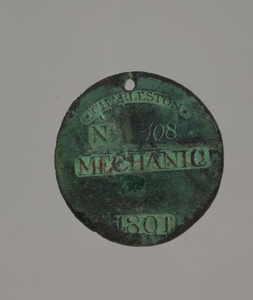 CHARLESTON
No 108
MECHANIC
1801